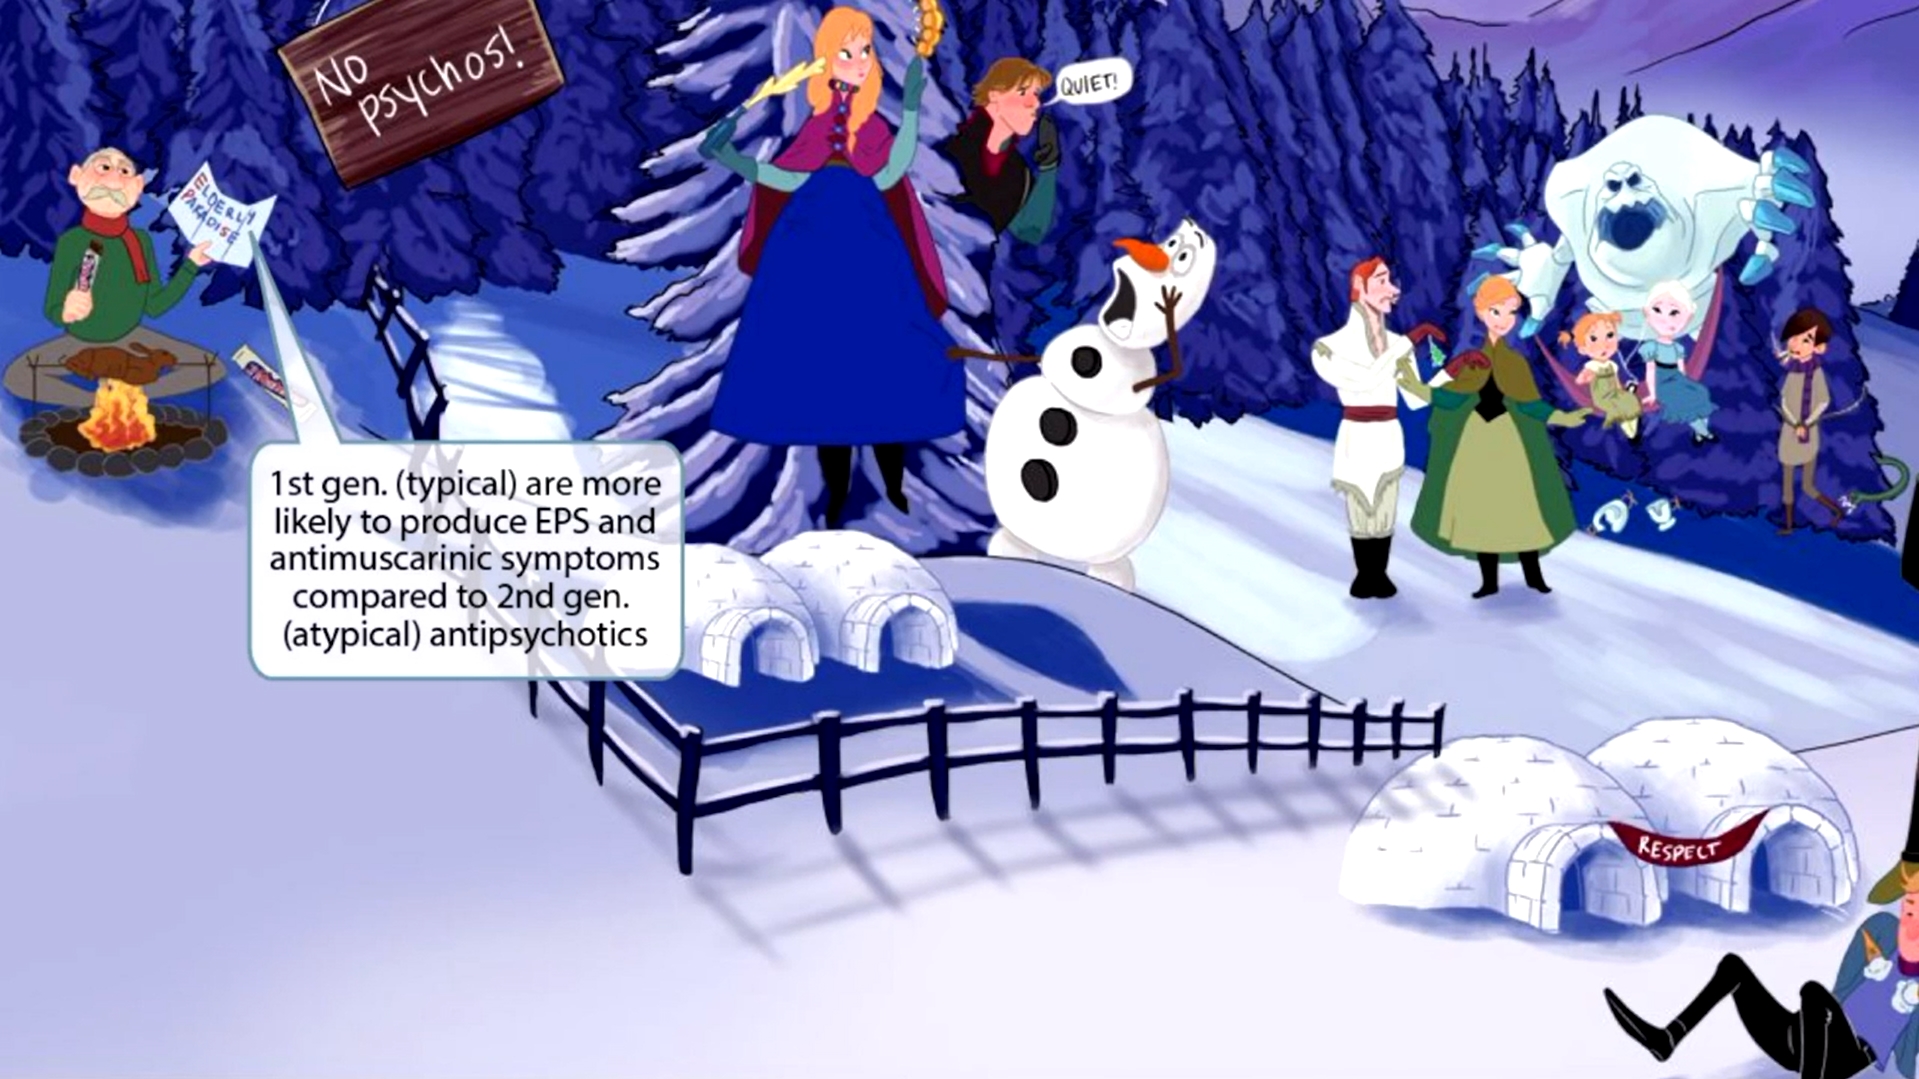 NO
psychos!
QUIET!
ELDERLY
PARADISE
1st gen. (typical) are more
likely to produce EPS and
antimuscarinic symptoms
compared to 2nd gen.
(atypical) antipsychotics
RESPECT